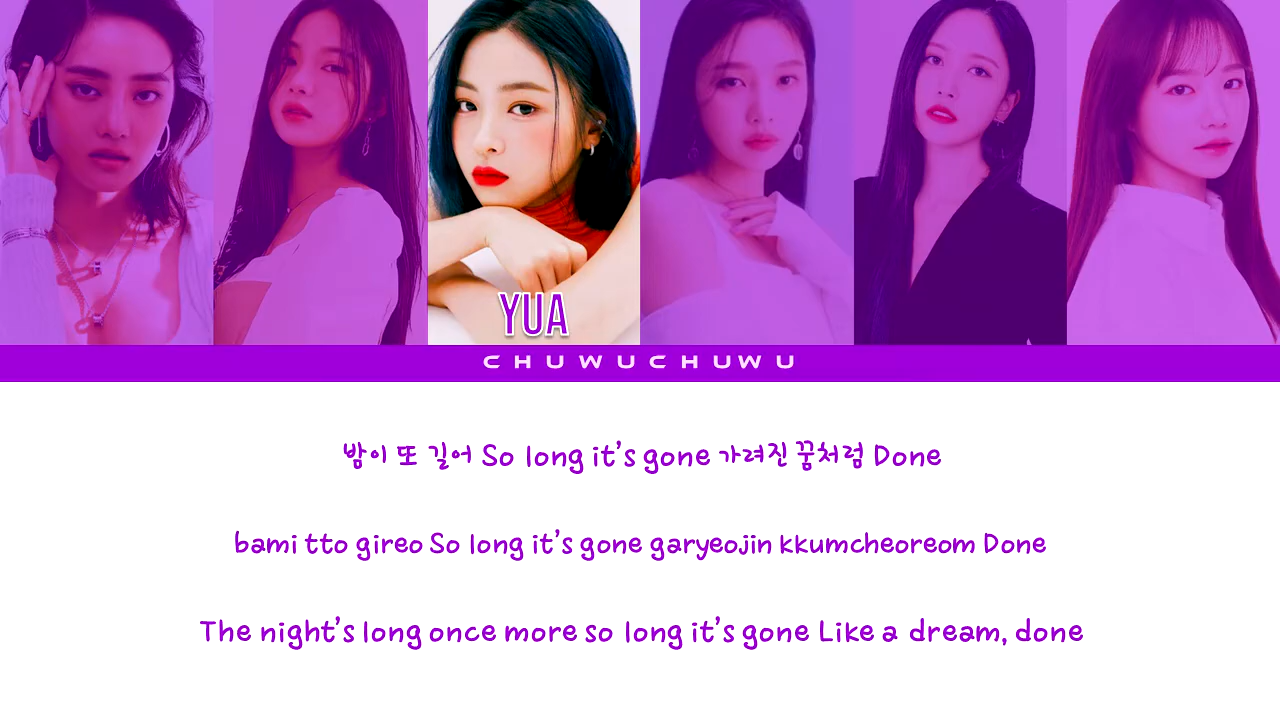 YUA
CHUWUCHUWU
밤이 또 길어 So long it's gone 가려진 꿈처럼 Done
bami tto gireo So long it's gone garyeojin kkumcheoreom Done
The night's long once more so long it's gone Like a dream, done